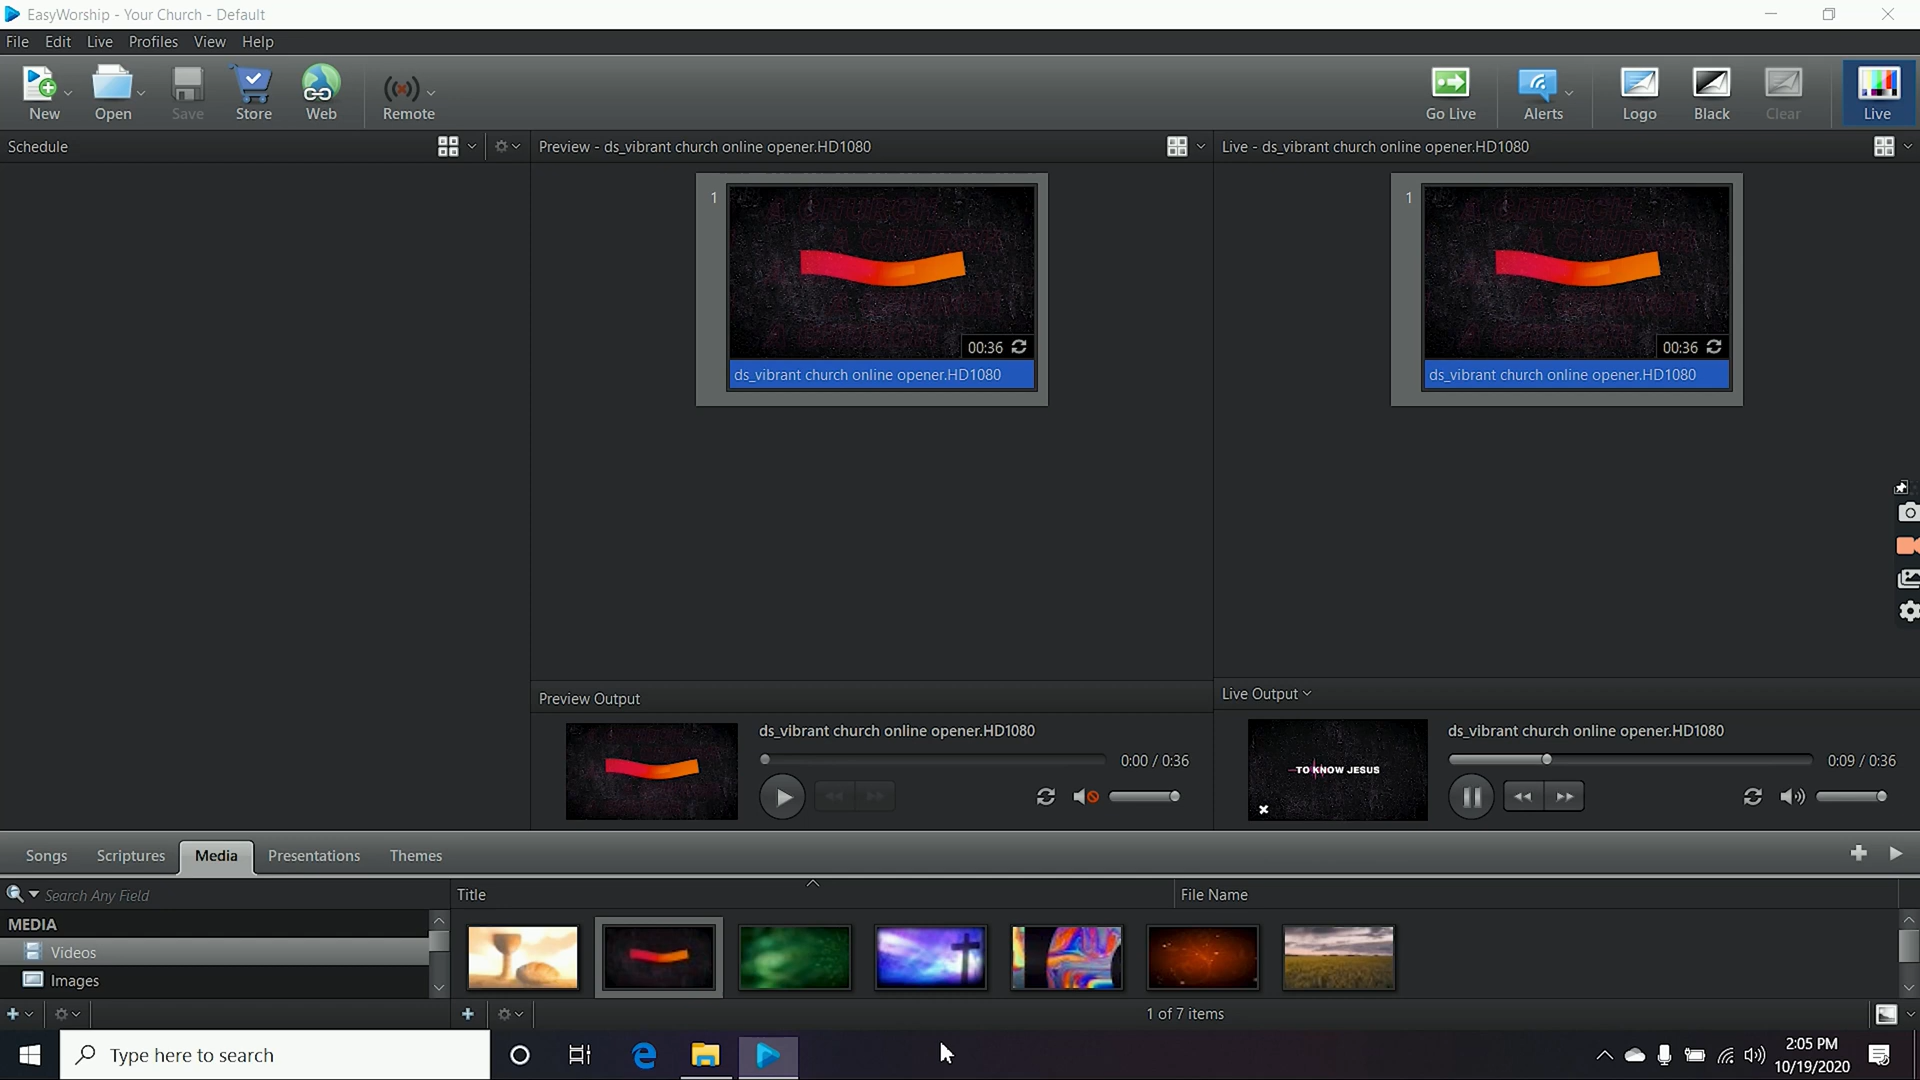 EasyWorship - Your Church - Default
File Edit Live Profiles View Help
New Open Save Store Web Remote Go Live Alerts Logo Black Clear Live
Schedule
Preview - ds_vibrant church online opener.HD1080
Live - ds_vibrant church online opener.HD1080
1
00:36
ds_vibrant church online opener.HD1080
1
00:36
ds_vibrant church online opener.HD1080
Preview Output
ds_vibrant church online opener.HD1080
0:00 / 0:36
Live Output
TO KNOW JESUS
ds_vibrant church online opener.HD1080
0:09 / 0:36
Songs Scriptures Media Presentations Themes
Search Any Field
Title
File Name
MEDIA
Videos
Images
1 of 7 items
Type here to search
2:05 PM
10/19/2020